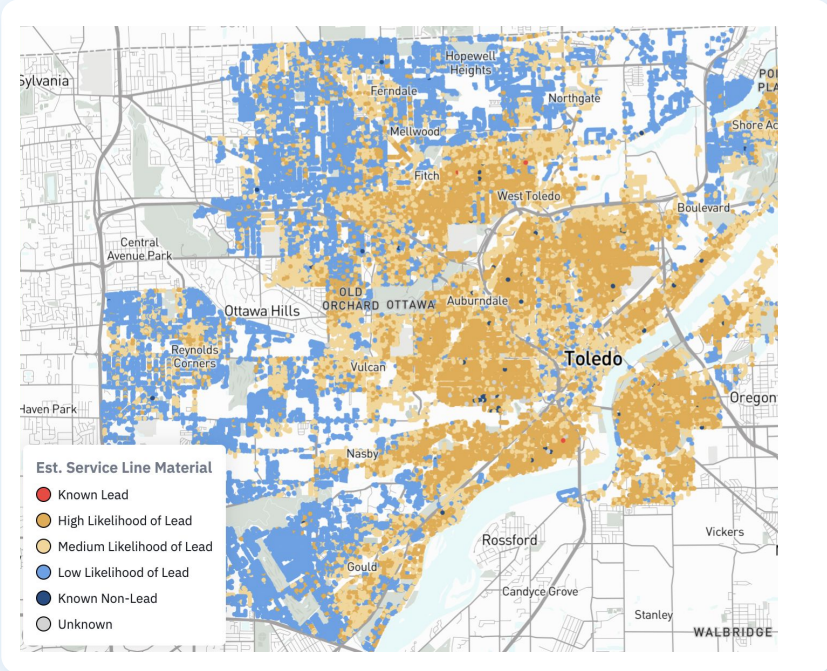 Hopewell
Heights
Sylvania
Ferndale
Northgate
Mellwood
Shore Ac
Fitch
West Toledo
Boulevard
Central
Avenue Park
OLD
ORCHARD
OTTAWA
Auburndale
Ottawa Hills
Reynolds
Corners
Toledo
Vulcan
Oregon
Haven Park
Nasby
Est. Service Line Material
Known Lead
High Likelihood of Lead
Medium Likelihood of Lead
Low Likelihood of Lead
Known Non-Lead
Unknown
Rossford
Vickers
Gould
Candyce Grove
Stanley
WALBRIDGE